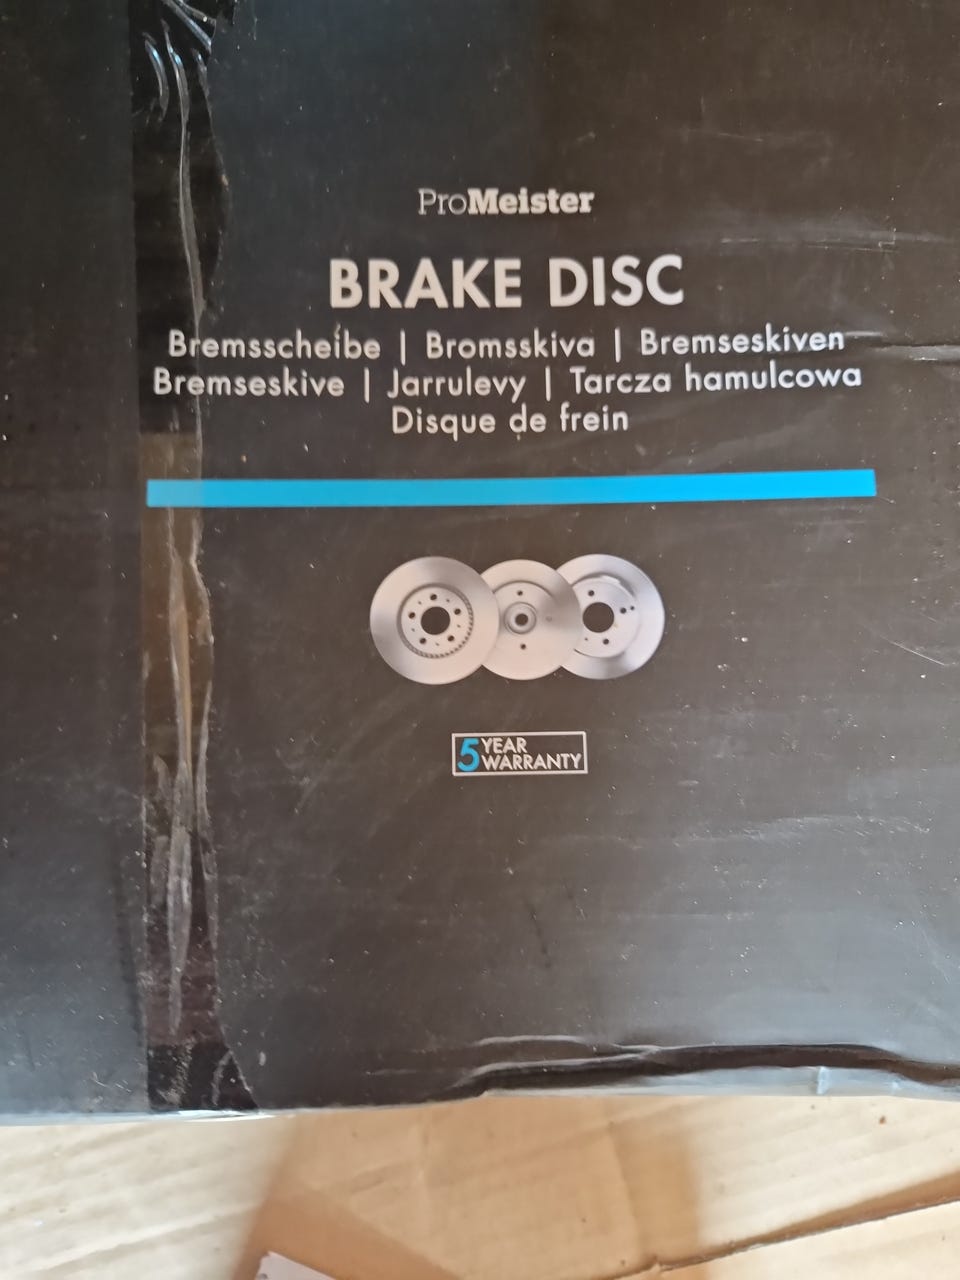 ProMeister
BRAKE DISC
Bremsscheibe | Bromsskiva | Bremseskiven
Bremseskive | Jarrulevy | Tarcza hamulcowa
Disque de frein
5 YEAR
WARRANTY